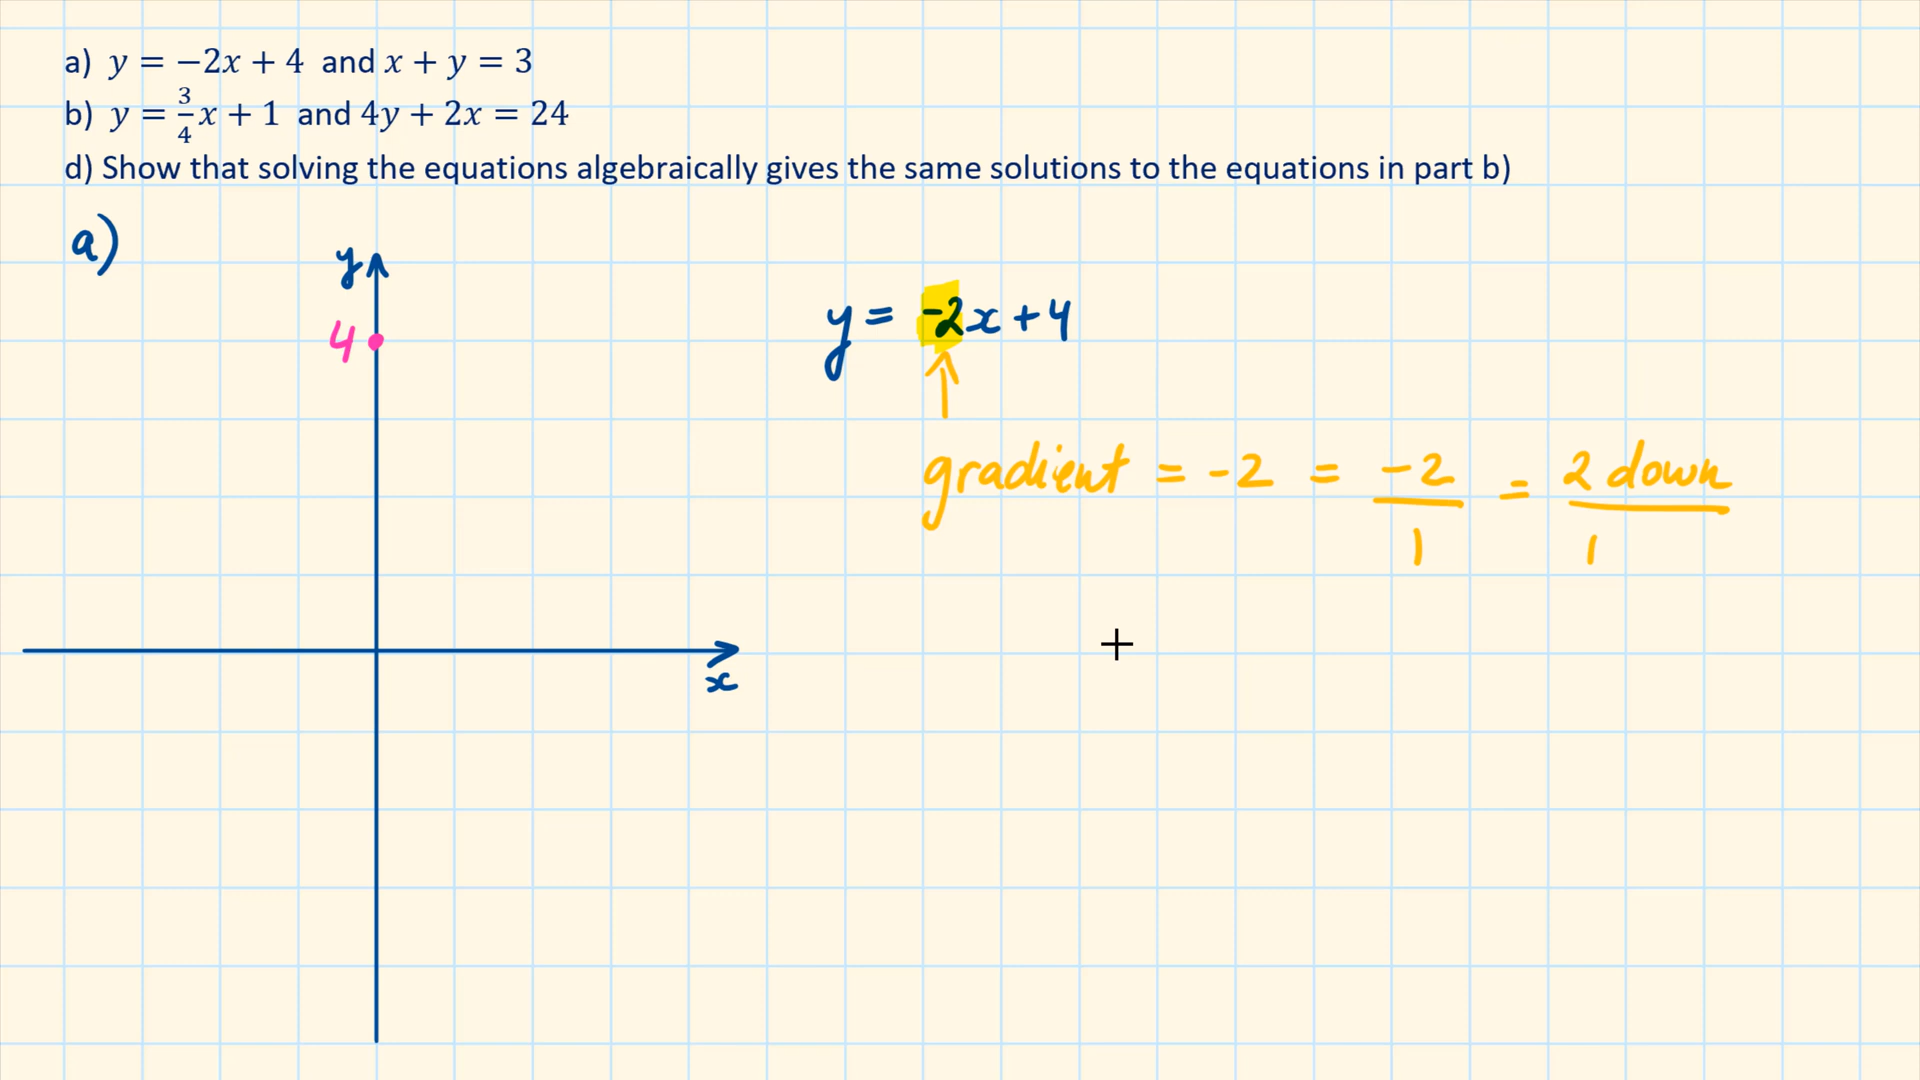 a) y = −2x + 4 and x + y = 3
b) y = 3/4 x + 1 and 4y + 2x = 24
d) Show that solving the equations algebraically gives the same solutions to the equations in part b)
a)
y
4
x
y = -2x + 4
gradient = -2 = -2/1 = 2 down/1